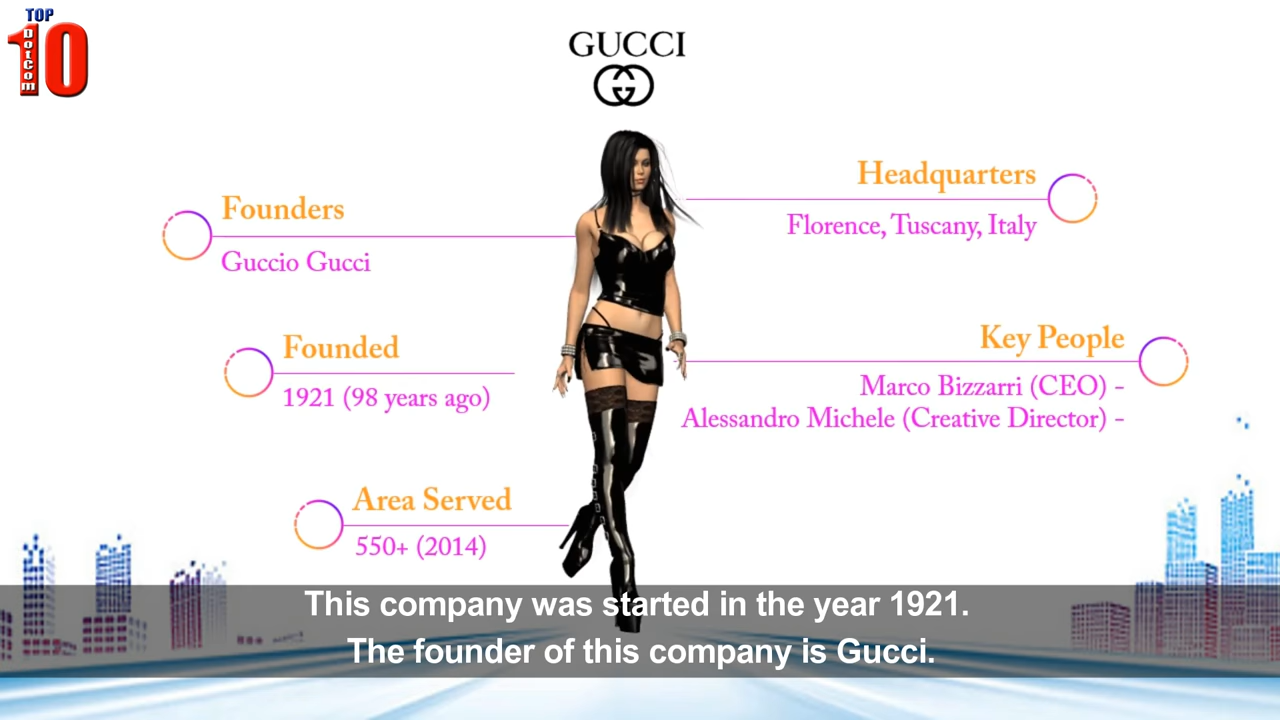 TOP
10
Dotcom
GUCCI
Founders
Guccio Gucci
Founded
1921 (98 years ago)
Area Served
550+ (2014)
Headquarters
Florence, Tuscany, Italy
Key People
Marco Bizzarri (CEO) -
Alessandro Michele (Creative Director) -
This company was started in the year 1921.
The founder of this company is Gucci.